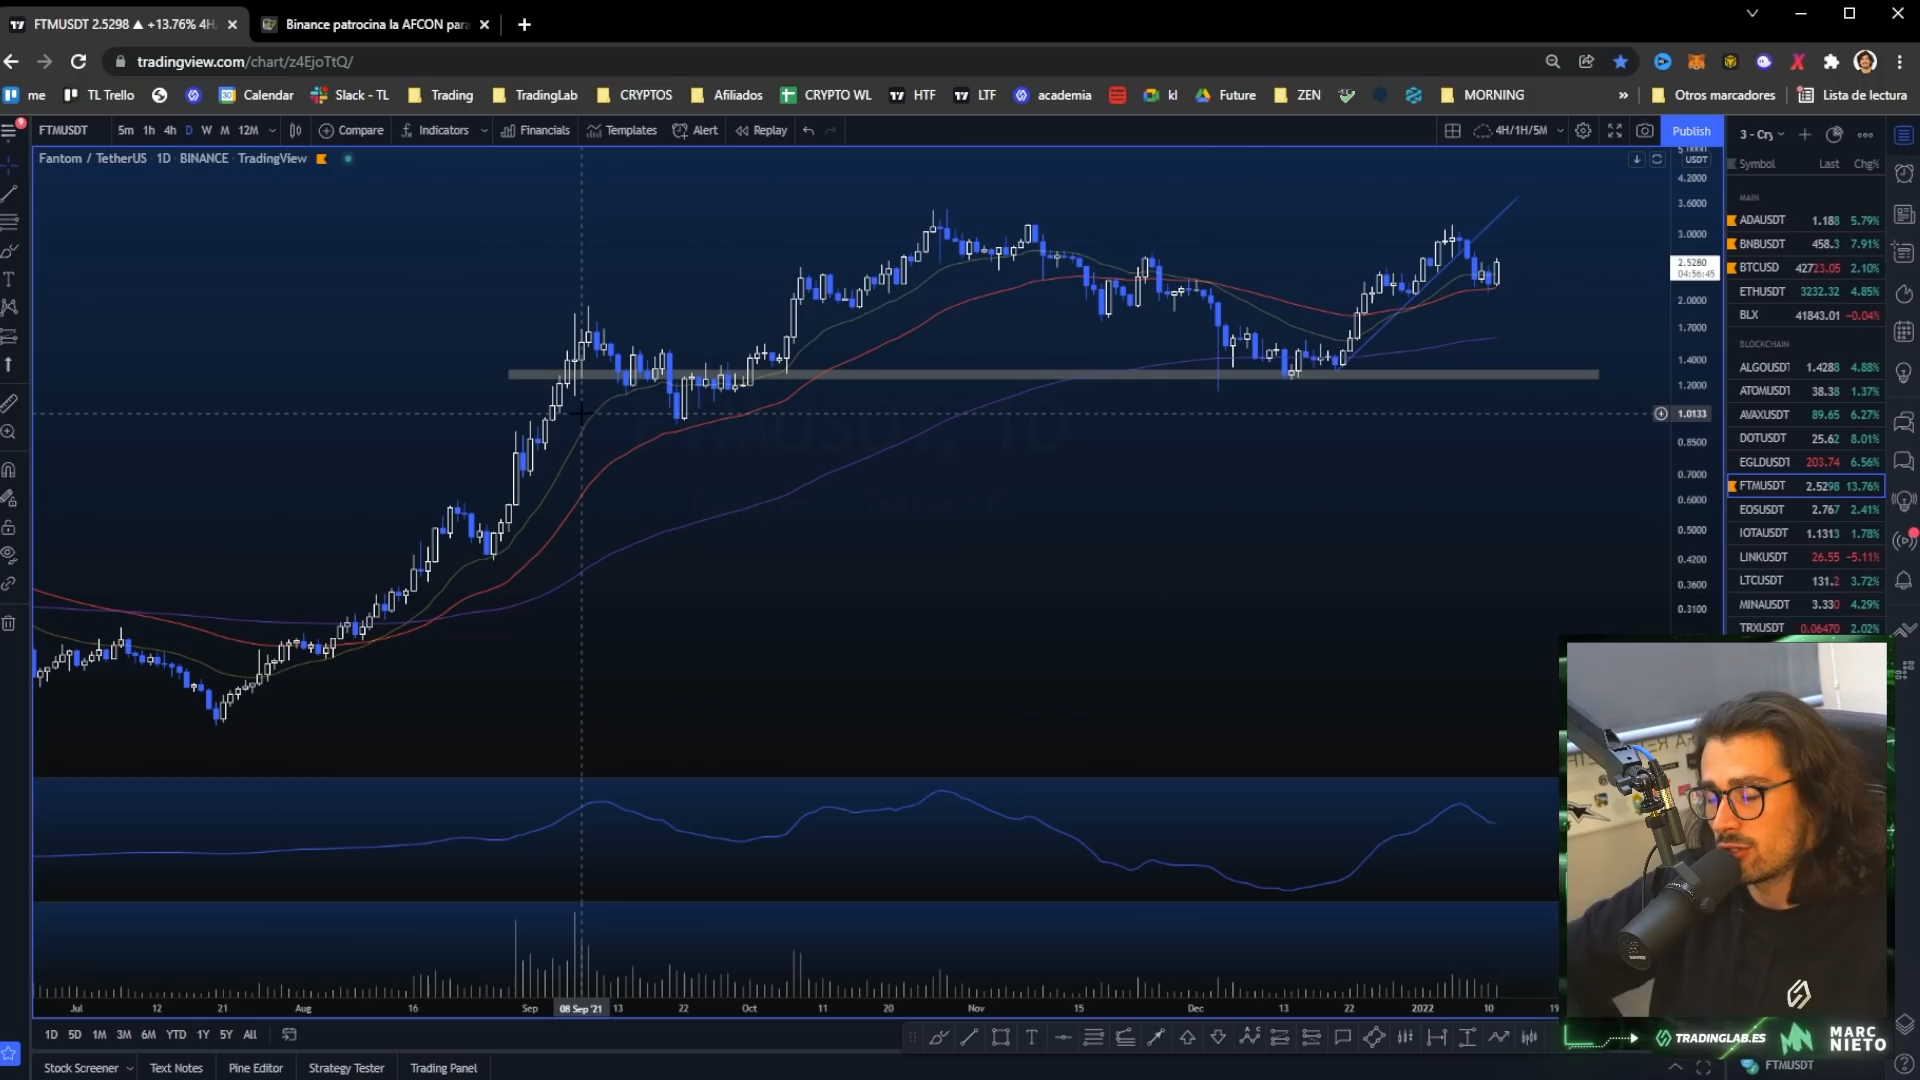 FTMUSDT 2.5298 ▲ +13.76% 4H
Binance patrocina la AFCON para
tradingview.com/chart/z4EjoTtQ/
me
TL Trello
Calendar
Slack - TL
Trading
TradingLab
CRYPTOS
Afiliados
CRYPTO WL
HTF
LTF
academia
kl
Future
ZEN
MORNING
»
Otros marcadores
Lista de lectura
FTMUSDT
5m 1h 4h D W M 12M
Compare
Indicators
Financials
Templates
Alert
Replay
4H/1H/5M
Publish
3 - Cry
Fantom / TetherUS · 1D · BINANCE · TradingView
USDT
4.2000
3.6000
3.0000
2.5280
04:56:45
2.0000
1.7000
1.4000
1.2000
1.0133
0.8500
0.7000
0.6000
0.5000
0.4200
0.3600
0.3100
FTMUSDT, 1D
Symbol Last Chg%
MAIN
ADAUSDT 1.188 5.79%
BNBUSDT 458.3 7.91%
BTCUSD 42723.05 2.10%
ETHUSDT 3232.32 4.85%
BLX 41843.01 -0.04%
BLOCKCHAIN
ALGOUSDT 1.4288 4.88%
ATOMUSDT 38.38 1.37%
AVAXUSDT 89.65 6.27%
DOTUSDT 25.62 8.01%
EGLDUSDT 203.74 6.56%
FTMUSDT 2.5298 13.76%
EOSUSDT 2.767 2.41%
IOTAUSDT 1.1313 1.78%
LINKUSDT 26.55 -5.11%
LTCUSDT 131.2 3.72%
MINAUSDT 3.330 4.29%
TRXUSDT 0.06470 2.02%
Jul 12 21 Aug 16 Sep 08 Sep '21 13 22 Oct 11 20 Nov 15 Dec 13 22 2022 10 19
1D 5D 1M 3M 6M YTD 1Y 5Y All
Stock Screener
Text Notes
Pine Editor
Strategy Tester
Trading Panel
TRADINGLAB.ES
MARC
NIETO
FTMUSDT